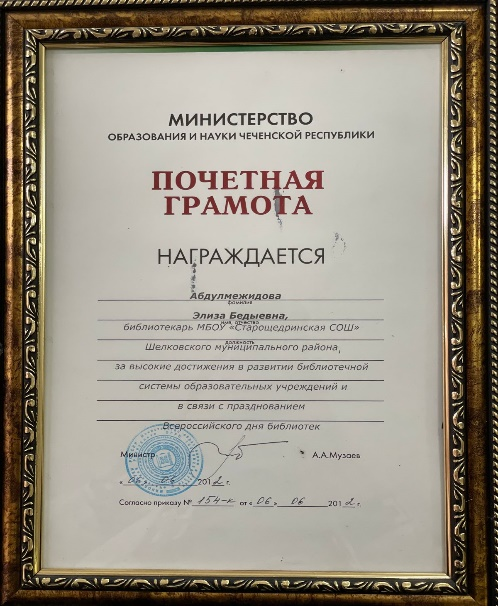 МИНИСТЕРСТВО
ОБРАЗОВАНИЯ И НАУКИ ЧЕЧЕНСКОЙ РЕСПУБЛИКИ
ПОЧЕТНАЯ
ГРАМОТА
НАГРАЖДАЕТСЯ
Абдулмежидова
фамилия
Элиза Бедыевна,
имя, отчество
библиотекарь МБОУ «Старощедринская СОШ»
должность
Шелковского муниципального района,
за высокие достижения в развитии библиотечной
системы образовательных учреждений и
в связи с празднованием
Всероссийского дня библиотек
Министр А.А.Музаев
« 06 » 06 2012 г.
Согласно приказу № 154-к от « 06 » 06 2012 г.